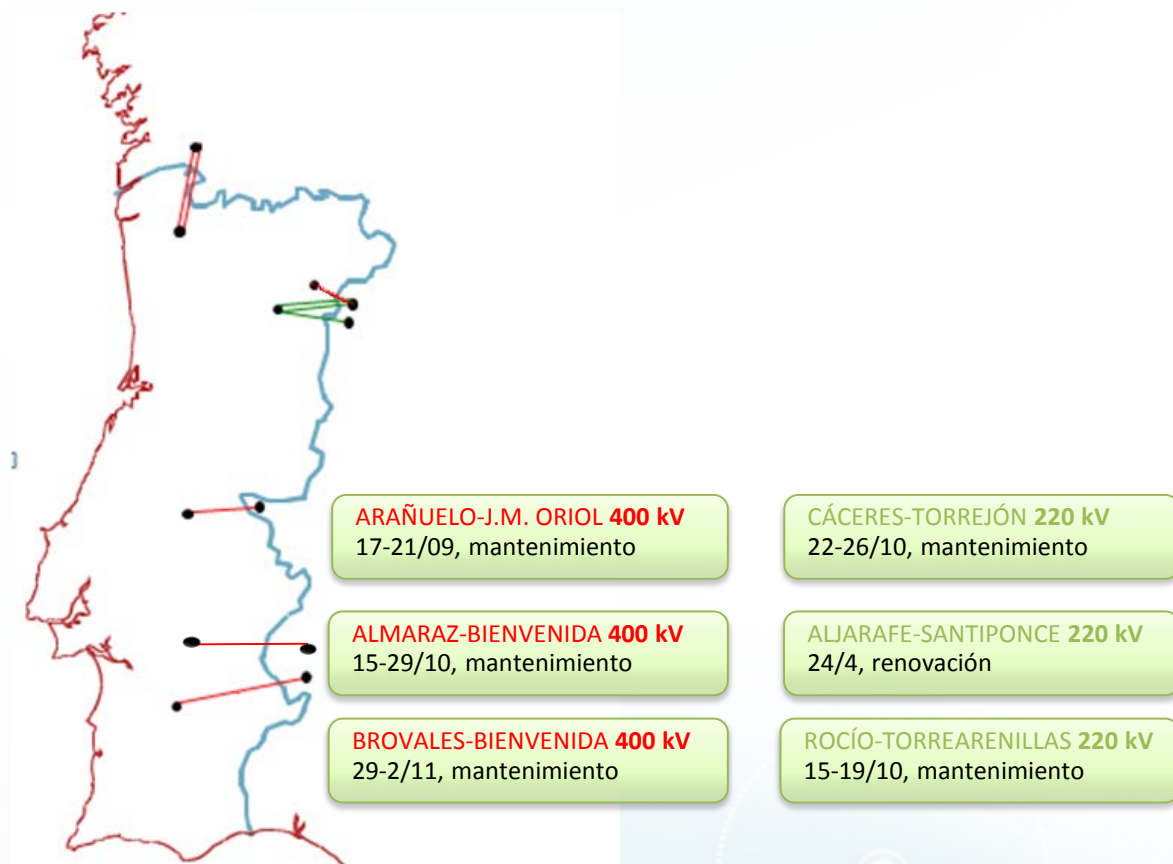 ARAÑUELO-J.M. ORIOL 400 kV
17-21/09, mantenimiento
CÁCERES-TORREJÓN 220 kV
22-26/10, mantenimiento
ALMARAZ-BIENVENIDA 400 kV
15-29/10, mantenimiento
ALJARAFE-SANTIPONCE 220 kV
24/4, renovación
BROVALES-BIENVENIDA 400 kV
29-2/11, mantenimiento
ROCÍO-TORREARENILLAS 220 kV
15-19/10, mantenimiento